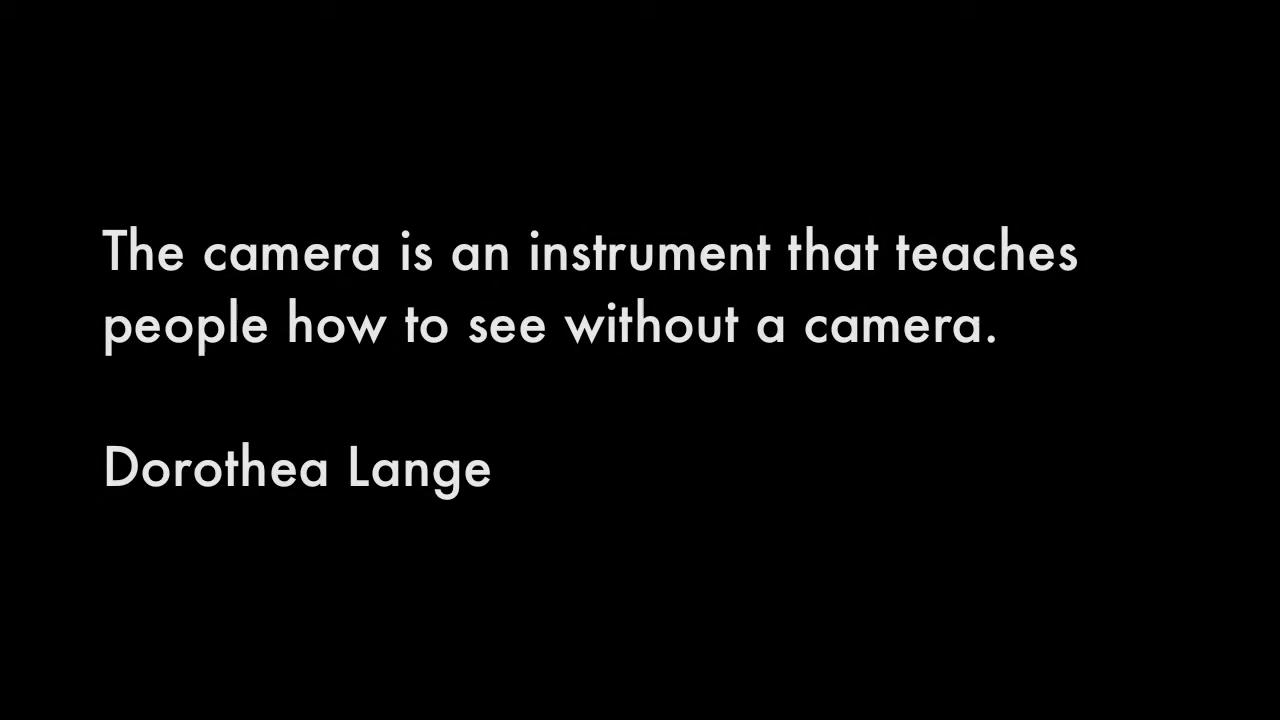 The camera is an instrument that teaches
people how to see without a camera.
Dorothea Lange